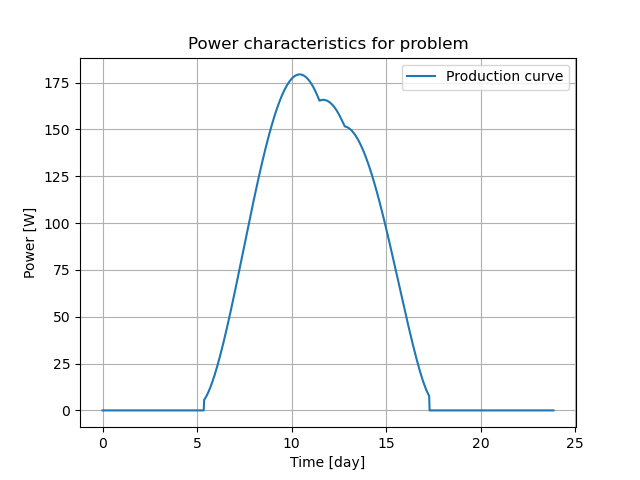 Power characteristics for problem
Production curve
Power [W]
175
150
125
100
75
50
25
0
0 5 10 15 20 25
Time [day]